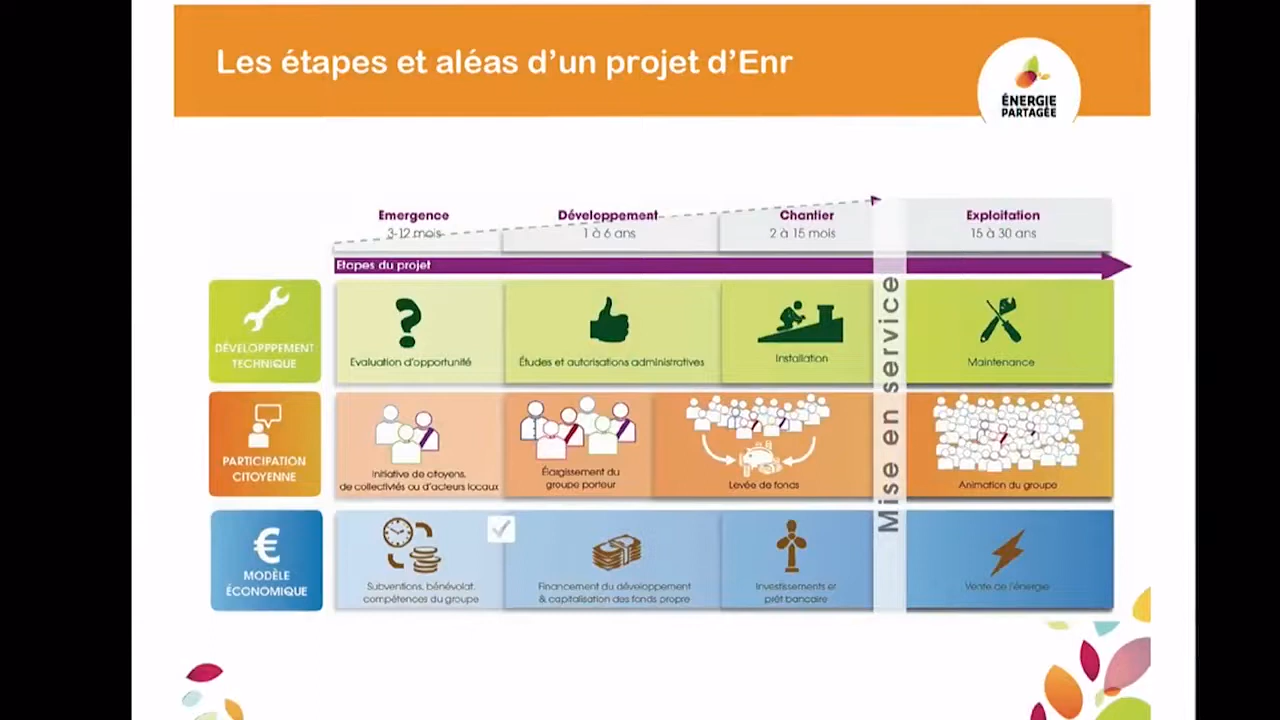 Les étapes et aléas d'un projet d'Enr
ÉNERGIE
PARTAGÉE
Emergence
3-12 mois
Développement
1 à 6 ans
Chantier
2 à 15 mois
Exploitation
15 à 30 ans
Etapes du projet
Mise en service
DÉVELOPPPEMENT
TECHNIQUE
Evaluation d'opportunité
Études et autorisations administratives
Installation
Maintenance
PARTICIPATION
CITOYENNE
Initiative de citoyens,
de collectivités ou d'acteurs locaux
Élargissement du
groupe porteur
Levée de fonds
Animation du groupe
€
MODÈLE
ÉCONOMIQUE
Subventions, bénévolat,
compétences du groupe
Financement du développement
& capitalisation des fonds propre
Investissements et
prêt bancaire
Vente de l'énergie